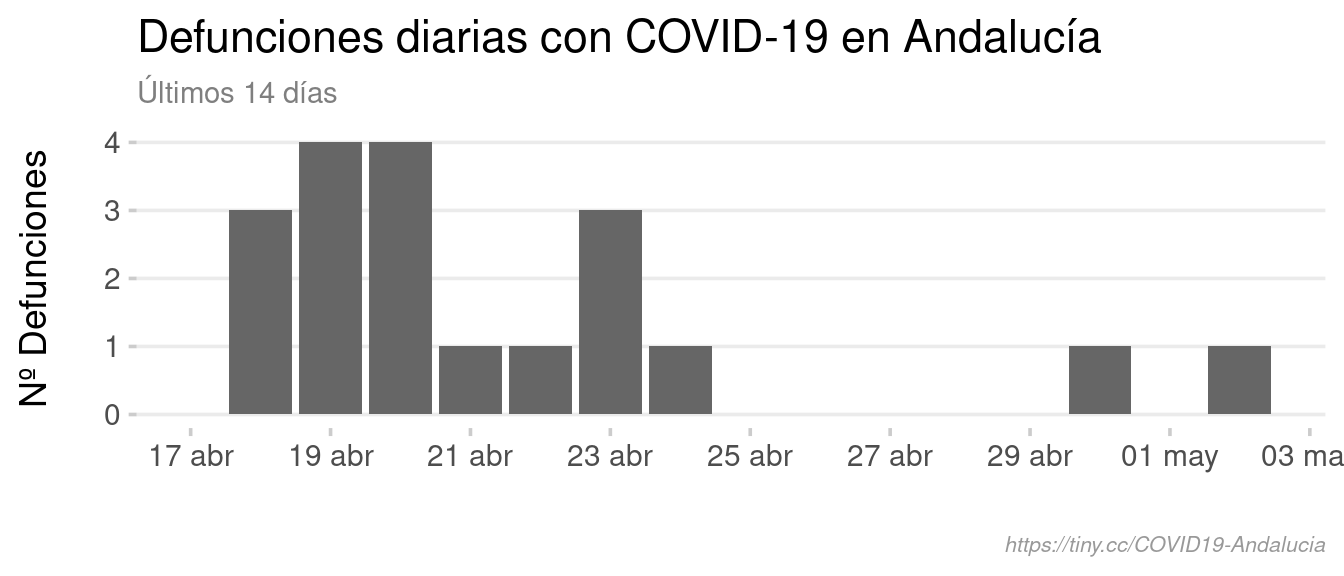 Defunciones diarias con COVID-19 en Andalucía
Últimos 14 días
Nº Defunciones
4
3
2
1
0
17 abr
19 abr
21 abr
23 abr
25 abr
27 abr
29 abr
01 may
03 ma
https://tiny.cc/COVID19-Andalucia